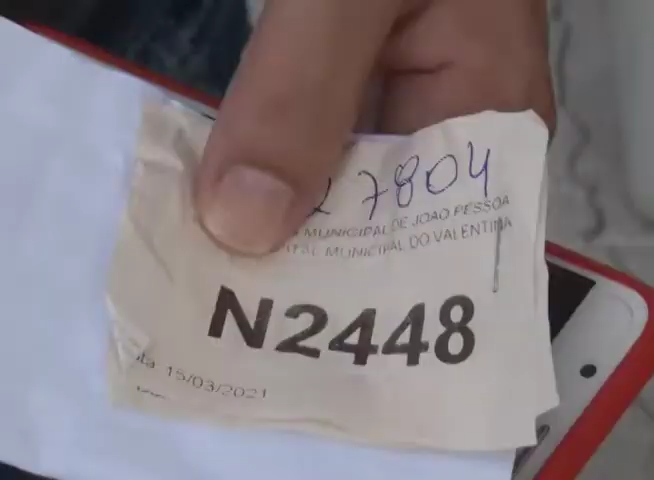 27804
MUNICIPAL DE JOAO PESSOA
MUNICIPAL DO VALENTINA
N2448
15/03/2021